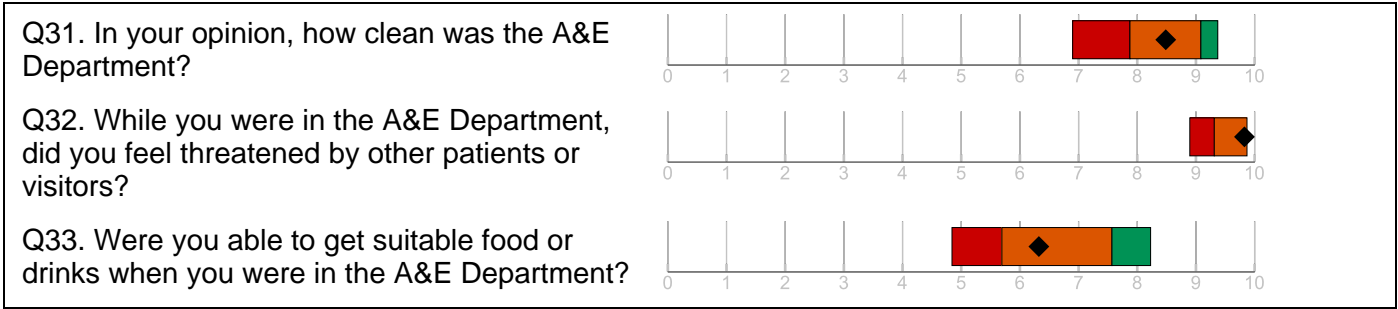 Q31. In your opinion, how clean was the A&E
Department?
0 1 2 3 4 5 6 7 8 9 10
Q32. While you were in the A&E Department,
did you feel threatened by other patients or
visitors?
0 1 2 3 4 5 6 7 8 9 10
Q33. Were you able to get suitable food or
drinks when you were in the A&E Department?
0 1 2 3 4 5 6 7 8 9 10